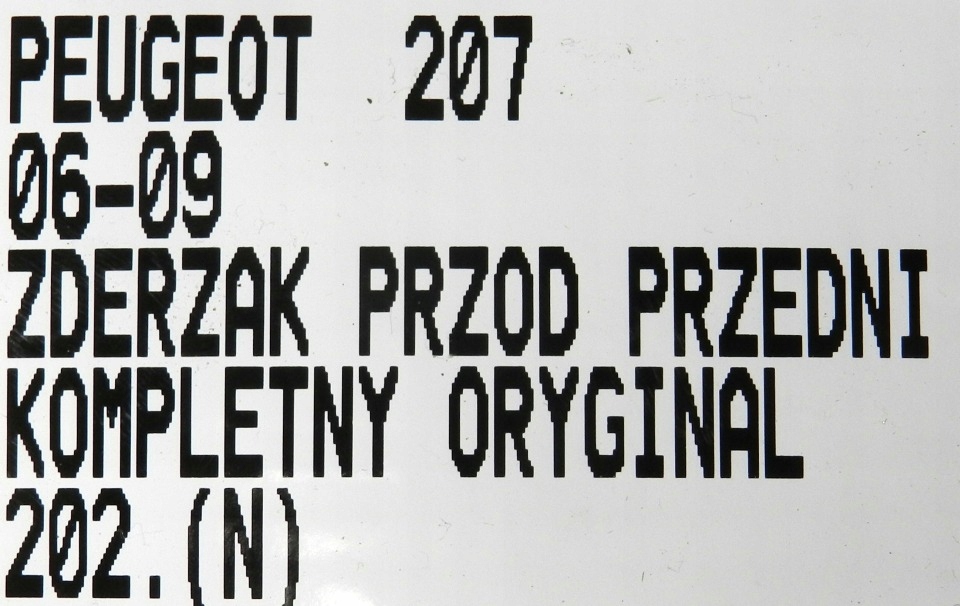 PEUGEOT 207
06-09
ZDERZAK PRZOD PRZEDNI
KOMPLETNY ORYGINAL
202.(N)